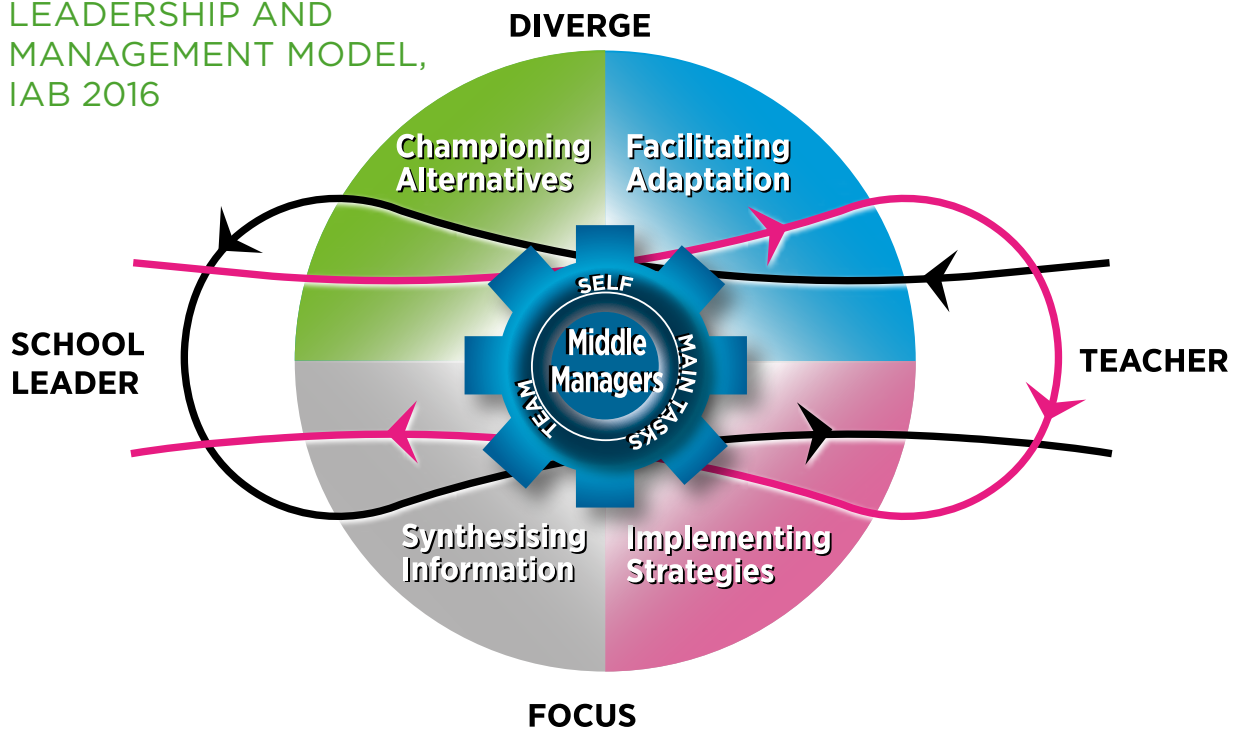 LEADERSHIP AND
MANAGEMENT MODEL,
IAB 2016
DIVERGE
Championing
Alternatives
Facilitating
Adaptation
SCHOOL
LEADER
SELF
MAIN TASKS
TEAM
Middle
Managers
TEACHER
Synthesising
Information
Implementing
Strategies
FOCUS